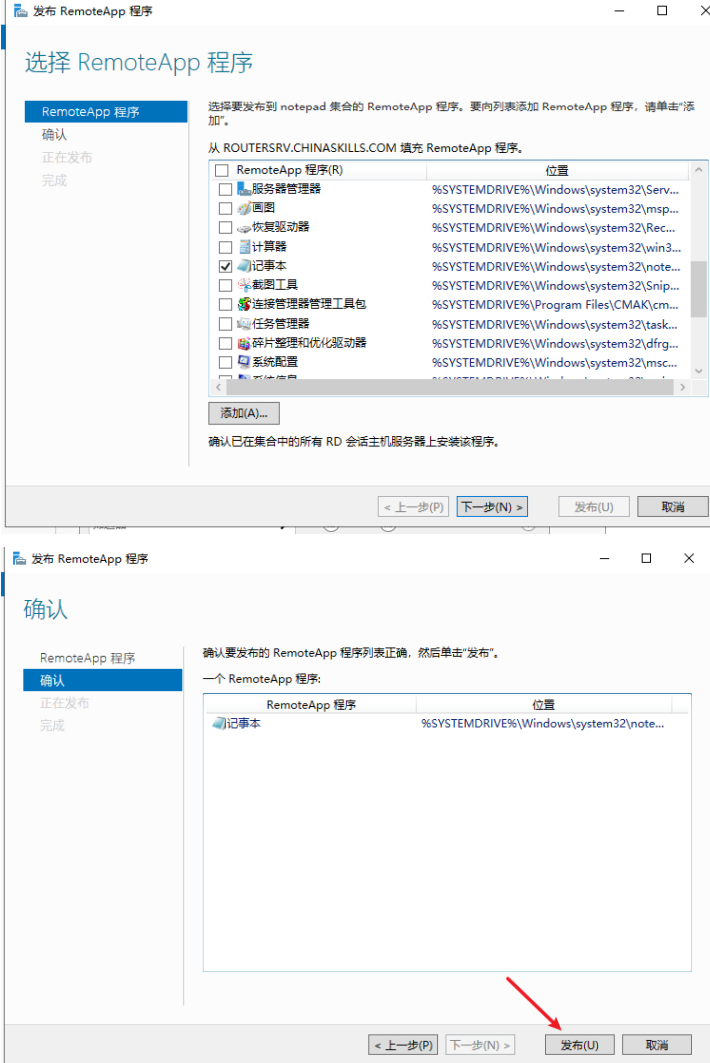 发布 RemoteApp 程序
选择 RemoteApp 程序
RemoteApp 程序
确认
正在发布
完成
选择要发布到 notepad 集合的 RemoteApp 程序。要向列表添加 RemoteApp 程序，请单击“添
加”。
从 ROUTERSRV.CHINASKILLS.COM 填充 RemoteApp 程序。
RemoteApp 程序(R) 位置
服务器管理器 %SYSTEMDRIVE%\Windows\system32\Serv...
画图 %SYSTEMDRIVE%\Windows\system32\msp...
恢复驱动器 %SYSTEMDRIVE%\Windows\system32\Rec...
计算器 %SYSTEMDRIVE%\Windows\system32\win3...
记事本 %SYSTEMDRIVE%\Windows\system32\note...
截图工具 %SYSTEMDRIVE%\Windows\system32\Snip...
连接管理器管理工具包 %SYSTEMDRIVE%\Program Files\CMAK\cm...
任务管理器 %SYSTEMDRIVE%\Windows\system32\task...
碎片整理和优化驱动器 %SYSTEMDRIVE%\Windows\system32\dfrg...
系统配置 %SYSTEMDRIVE%\Windows\system32\msc...
添加(A)...
确认已在集合中的所有 RD 会话主机服务器上安装该程序。
< 上一步(P) 下一步(N) > 发布(U) 取消
发布 RemoteApp 程序
确认
RemoteApp 程序
确认
正在发布
完成
确认要发布的 RemoteApp 程序列表正确，然后单击“发布”。
一个 RemoteApp 程序:
RemoteApp 程序 位置
记事本 %SYSTEMDRIVE%\Windows\system32\note...
< 上一步(P) 下一步(N) > 发布(U) 取消